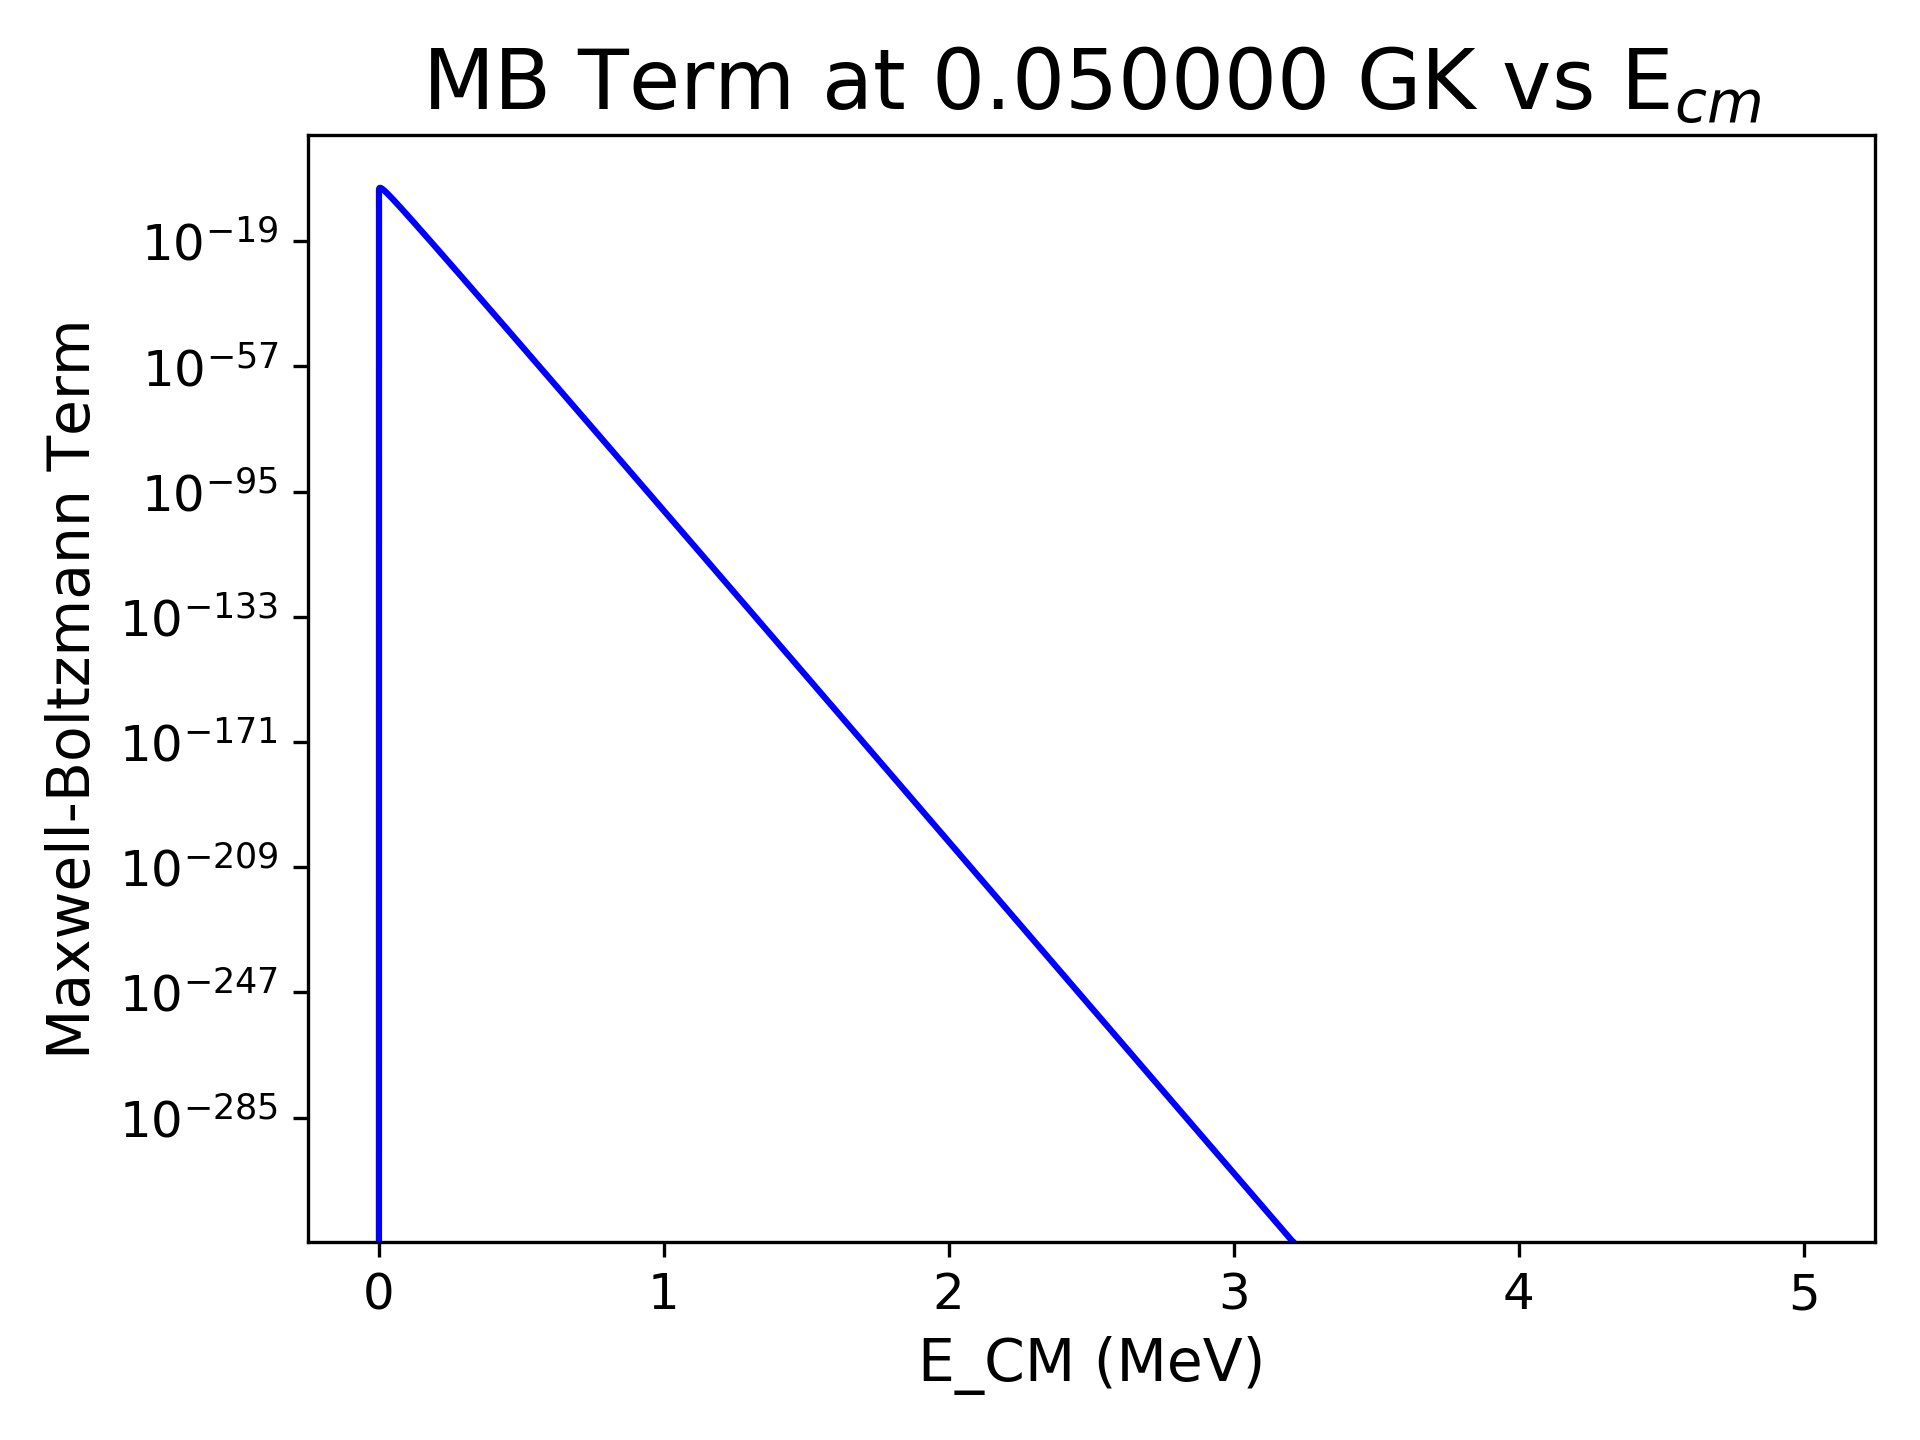 MB Term at 0.050000 GK vs E_{cm}
Maxwell-Boltzmann Term
10^{-19}
10^{-57}
10^{-95}
10^{-133}
10^{-171}
10^{-209}
10^{-247}
10^{-285}
0 1 2 3 4 5
E_CM (MeV)